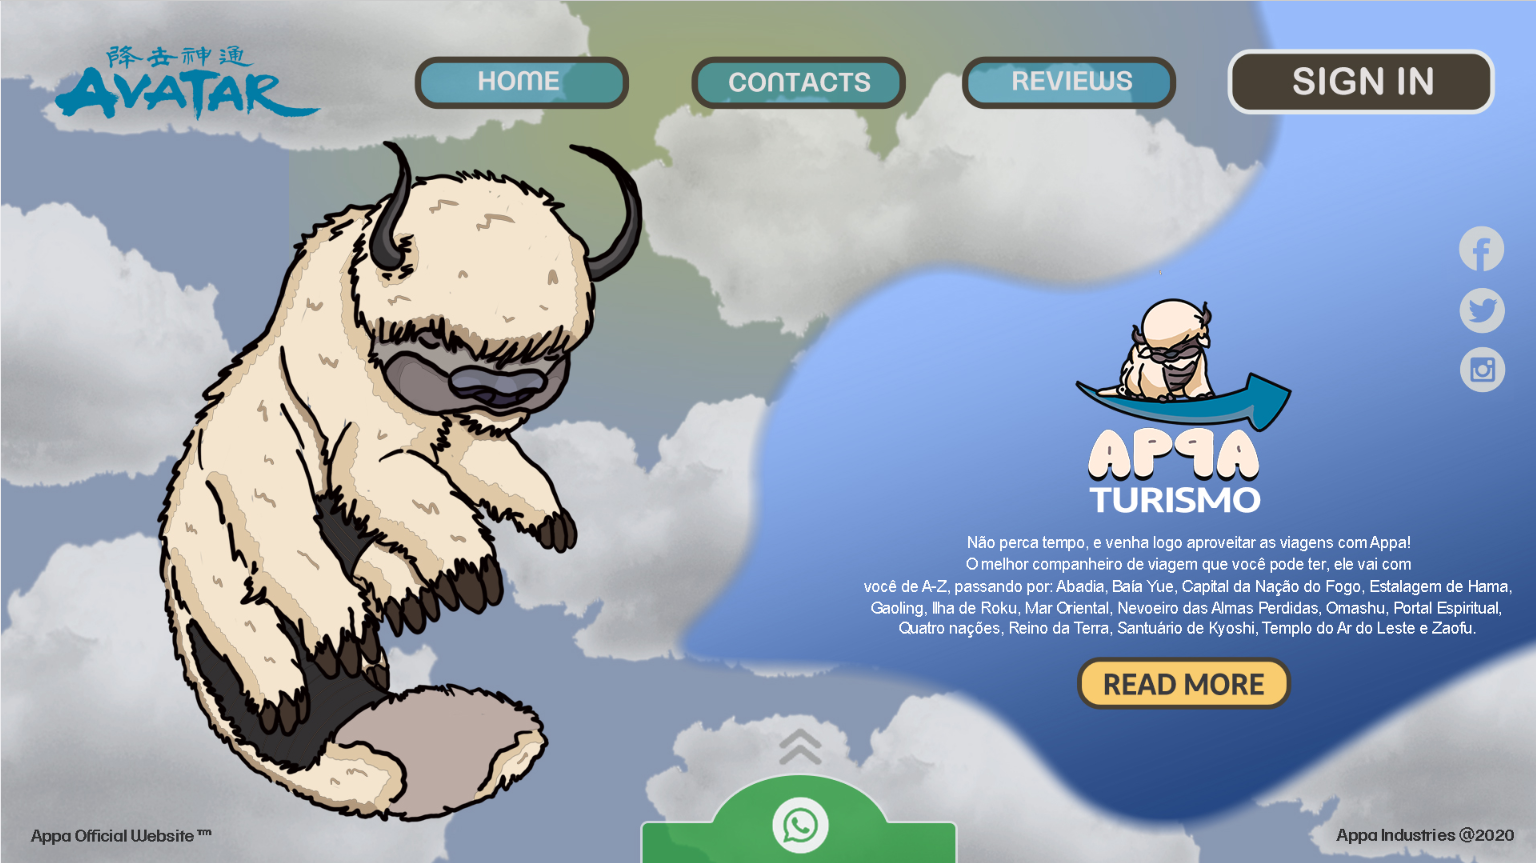 降去神通
AVATAR
HOME
CONTACTS
REVIEWS
SIGN IN
APPA
TURISMO
Não perca tempo, e venha logo aproveitar as viagens com Appa!
O melhor companheiro de viagem que você pode ter, ele vai com
você de A-Z, passando por: Abadia, Baía Yue, Capital da Nação do Fogo, Estalagem de Hama,
Gaoling, Ilha de Roku, Mar Oriental, Nevoeiro das Almas Perdidas, Omashu, Portal Espiritual,
Quatro nações, Reino da Terra, Santuário de Kyoshi, Templo do Ar do Leste e Zaofu.
READ MORE
Appa Official Website ™
Appa Industries @2020